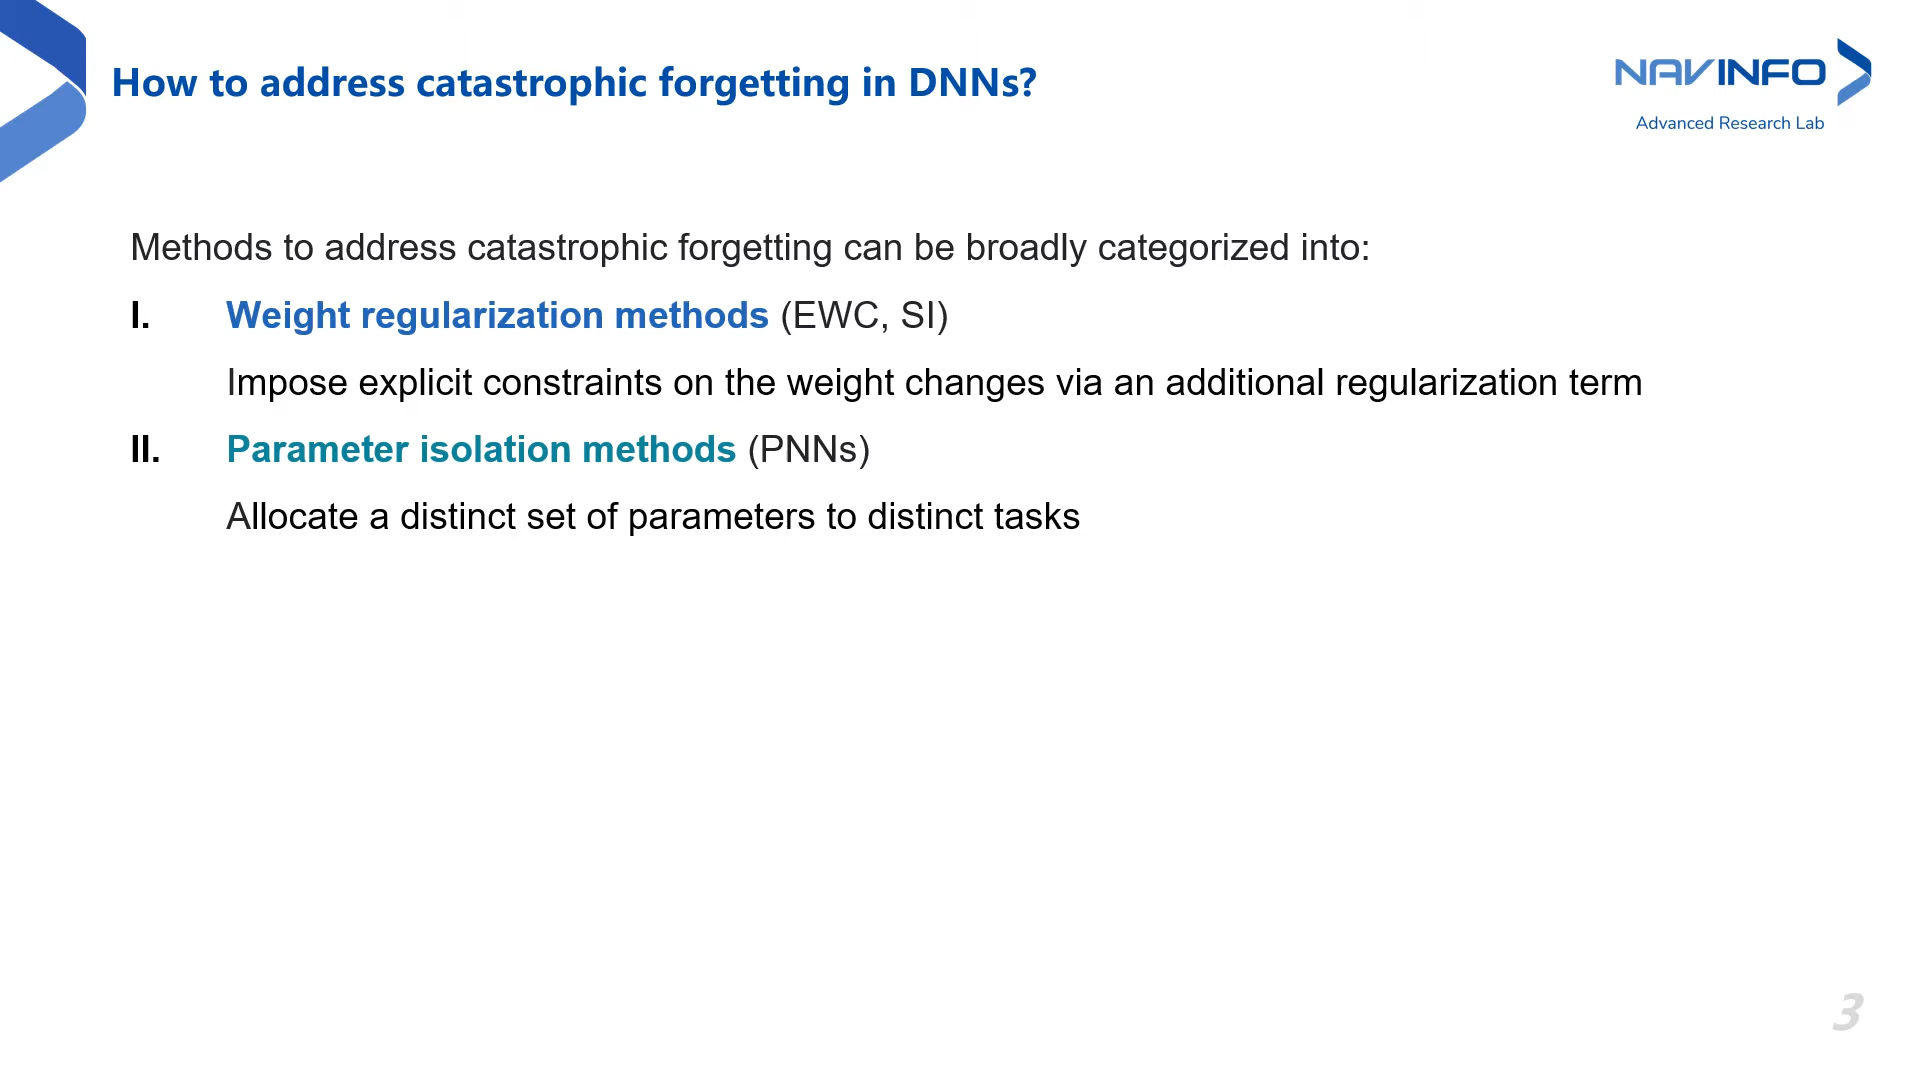 How to address catastrophic forgetting in DNNs?
NAVINFO
Advanced Research Lab
Methods to address catastrophic forgetting can be broadly categorized into:
I. Weight regularization methods (EWC, SI)
Impose explicit constraints on the weight changes via an additional regularization term
II. Parameter isolation methods (PNNs)
Allocate a distinct set of parameters to distinct tasks
3